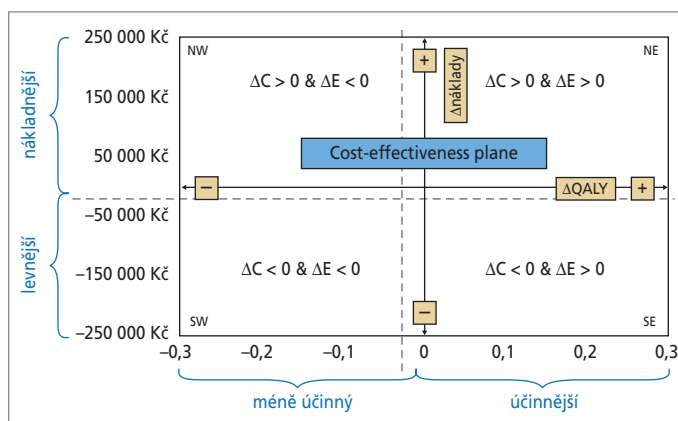 250 000 Kč
150 000 Kč
50 000 Kč
–50 000 Kč
–150 000 Kč
–250 000 Kč
nákladnější
levnější
NW
NE
ΔC > 0 & ΔE < 0
+
Δnáklady
ΔC > 0 & ΔE > 0
Cost-effectiveness plane
–
ΔQALY
+
ΔC < 0 & ΔE < 0
ΔC < 0 & ΔE > 0
–
SW
SE
–0,3
–0,2
–0,1
0
0,1
0,2
0,3
méně účinný
účinnější